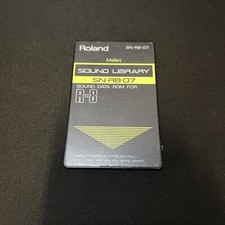 Roland
SN-R8-07
Mallet
SOUND LIBRARY
SN-R8-07
SOUND DATA ROM FOR
R-8